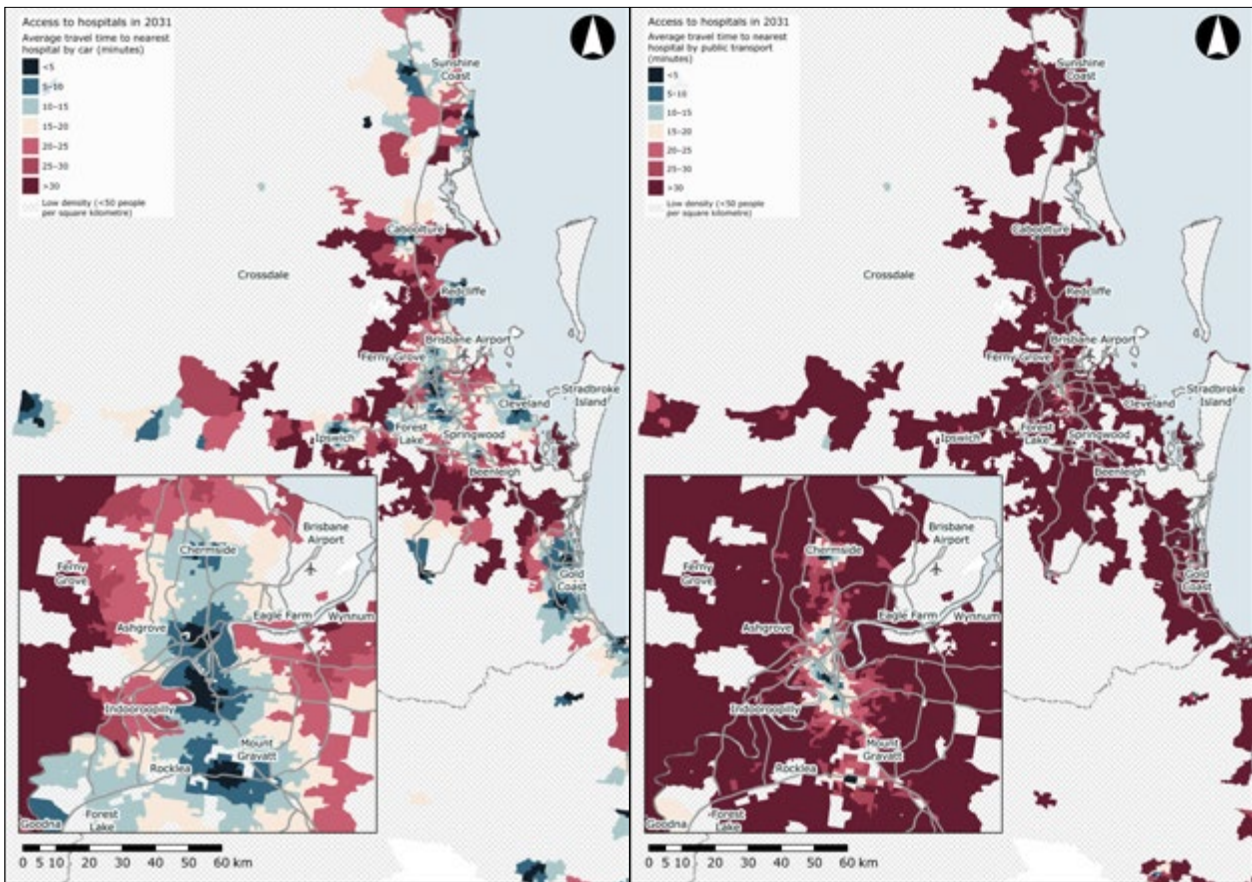 Access to hospitals in 2031
Average travel time to nearest
hospital by car (minutes)
<5
5–10
10–15
15–20
20–25
25–30
>30
Low density (<50 people
per square kilometre)
Sunshine
Coast
Caboolture
Crossdale
Redcliffe
Brisbane Airport
Ferny Grove
Stradbroke
Island
Cleveland
Forest
Lake
Ipswich
Springwood
Beenleigh
Gold
Coast
Chermside
Brisbane
Airport
Ferny
Grove
Eagle Farm
Wynnum
Ashgrove
Indooroopilly
Mount
Gravatt
Rocklea
Forest
Lake
Goodna
0 5 10 20 30 40 50 60 km
Access to hospitals in 2031
Average travel time to nearest
hospital by public transport
(minutes)
<5
5–10
10–15
15–20
20–25
25–30
>30
Low density (<50 people
per square kilometre)
Sunshine
Coast
Caboolture
Crossdale
Redcliffe
Brisbane Airport
Ferny Grove
Stradbroke
Island
Cleveland
Forest
Lake
Ipswich
Springwood
Beenleigh
Gold
Coast
Chermside
Brisbane
Airport
Ferny
Grove
Eagle Farm
Wynnum
Ashgrove
Indooroopilly
Mount
Gravatt
Rocklea
Forest
Lake
Goodna
0 5 10 20 30 40 50 60 km